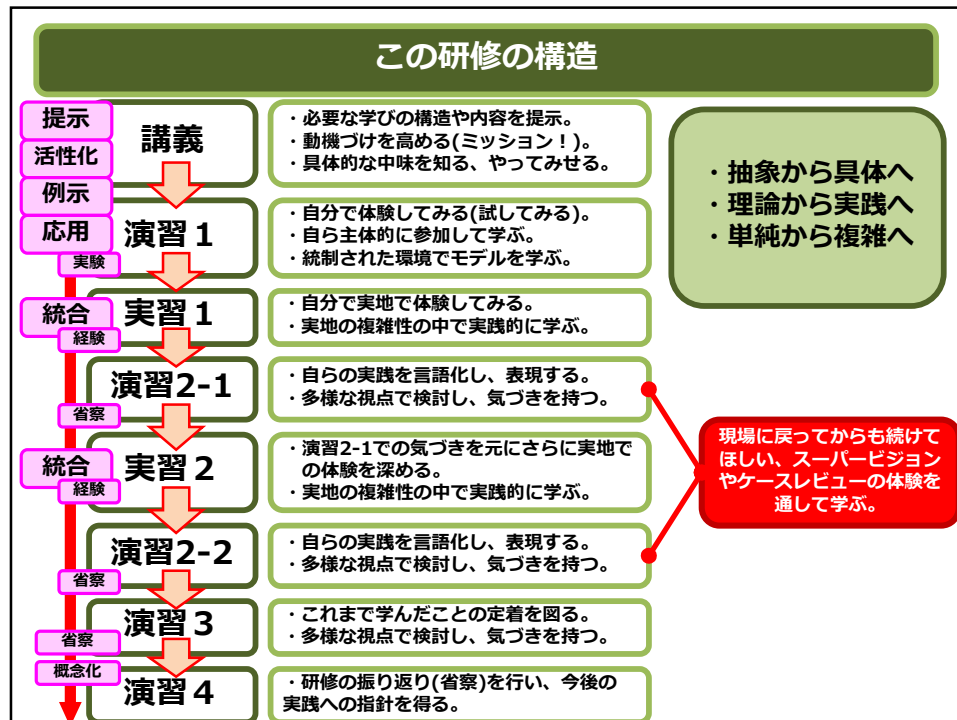 この研修の構造
提示
活性化
例示
応用
実験
講義
・必要な学びの構造や内容を提示。
・動機づけを高める(ミッション！)。
・具体的な中味を知る、やってみせる。
・抽象から具体へ
・理論から実践へ
・単純から複雑へ
演習１
・自分で体験してみる(試してみる)。
・自ら主体的に参加して学ぶ。
・統制された環境でモデルを学ぶ。
統合
経験
実習１
・自分で実地で体験してみる。
・実地の複雑性の中で実践的に学ぶ。
演習2-1
省察
・自らの実践を言語化し、表現する。
・多様な視点で検討し、気づきを持つ。
現場に戻ってからも続けて
ほしい、スーパービジョン
やケースレビューの体験を
通して学ぶ。
統合
経験
実習２
・演習2-1での気づきを元にさらに実地で
の体験を深める。
・実地の複雑性の中で実践的に学ぶ。
演習2-2
省察
・自らの実践を言語化し、表現する。
・多様な視点で検討し、気づきを持つ。
演習３
省察
・これまで学んだことの定着を図る。
・多様な視点で検討し、気づきを持つ。
概念化
演習４
・研修の振り返り(省察)を行い、今後の
実践への指針を得る。